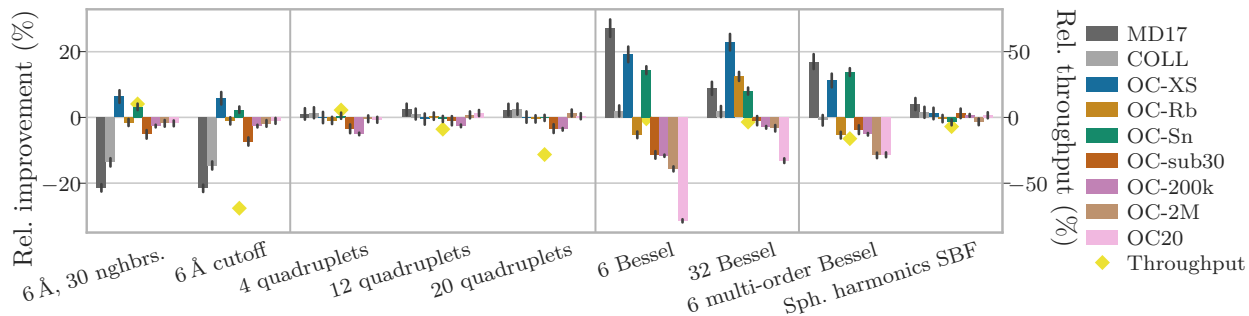 Rel. improvement (%)
20
0
−20
6 Å, 30 nghbrs.
6 Å cutoff
4 quadruplets
12 quadruplets
20 quadruplets
6 Bessel
32 Bessel
6 multi-order Bessel
Sph. harmonics SBF
50
0
−50
Rel. throughput (%)
MD17
COLL
OC-XS
OC-Rb
OC-Sn
OC-sub30
OC-200k
OC-2M
OC20
Throughput